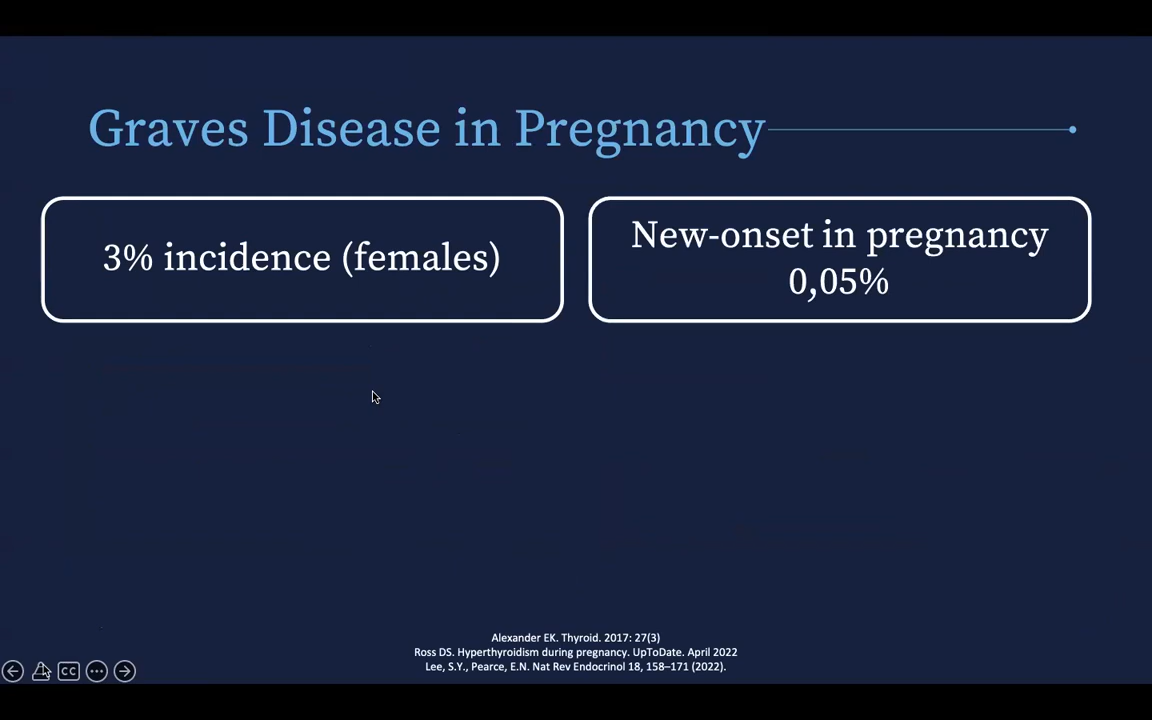 Graves Disease in Pregnancy
3% incidence (females)
New-onset in pregnancy
0,05%
Alexander EK. Thyroid. 2017: 27(3)
Ross DS. Hyperthyroidism during pregnancy. UpToDate. April 2022
Lee, S.Y., Pearce, E.N. Nat Rev Endocrinol 18, 158–171 (2022).
CC